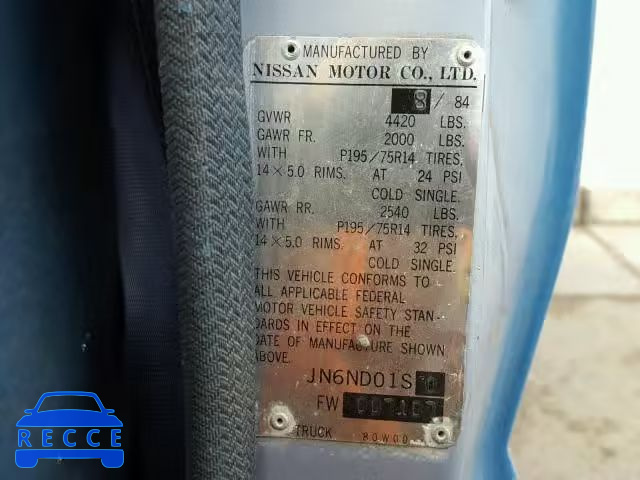 MANUFACTURED BY
NISSAN MOTOR CO., LTD.
8 / 84
GVWR 4420 LBS.
GAWR FR. 2000 LBS.
WITH P195/75R14 TIRES,
14×5.0 RIMS. AT 24 PSI
COLD SINGLE.
GAWR RR. 2540 LBS.
WITH P195/75R14 TIRES,
14×5.0 RIMS. AT 32 PSI
COLD SINGLE.
THIS VEHICLE CONFORMS TO
ALL APPLICABLE FEDERAL
MOTOR VEHICLE SAFETY STAN-
DARDS IN EFFECT ON THE
DATE OF MANUFACTURE SHOWN
ABOVE.
JN6ND01S
FW
TRUCK 80W00
RECCE